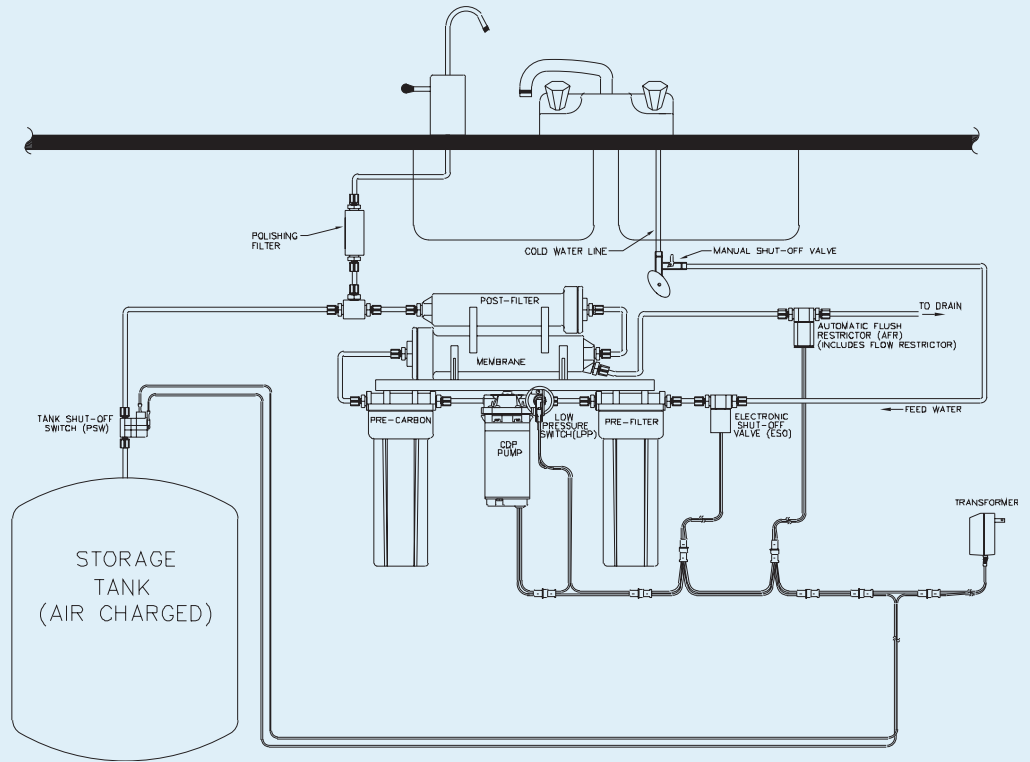 POLISHING
FILTER
COLD WATER LINE
MANUAL SHUT-OFF VALVE
POST-FILTER
TO DRAIN
AUTOMATIC FLUSH
RESTRICTOR (AFR)
(INCLUDES FLOW RESTRICTOR)
MEMBRANE
TANK SHUT-OFF
SWITCH (PSW)
PRE-CARBON
CDP
PUMP
LOW
PRESSURE
SWITCH(LPP)
PRE-FILTER
ELECTRONIC
SHUT-OFF
VALVE (ESO)
FEED WATER
TRANSFORMER
STORAGE
TANK
(AIR CHARGED)